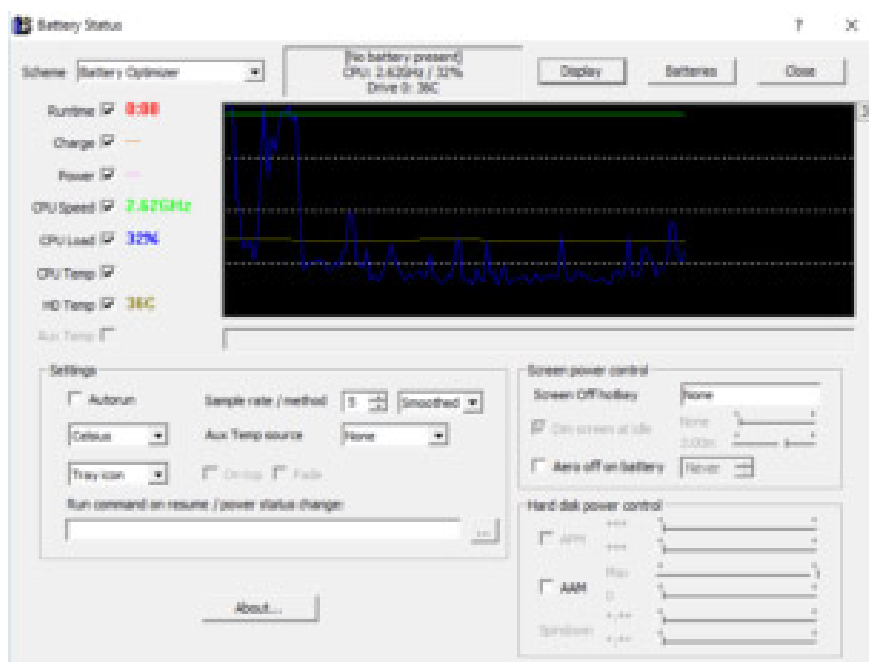 Battery Status
?
Scheme Battery Optimizer
[No battery present]
CPU: 2.62GHz / 32%
Drive 0: 36C
Display
Batteries
Close
Runtime 0:00
Charge ---
Power ---
CPU Speed 2.62GHz
CPU Load 32%
CPU Temp
HD Temp 36C
Aux Temp
Settings
Autorun
Sample rate / method
Smoothed
Celsius
Aux Temp source
None
Tray icon
On top
Fade
Run command on resume / power status change:
...
About...
Screen power control
Screen Off hotkey
None
Dim screen at idle
None
Aero off on battery
Never
Hard disk power control
APM
AAM
Max
0
Spindown